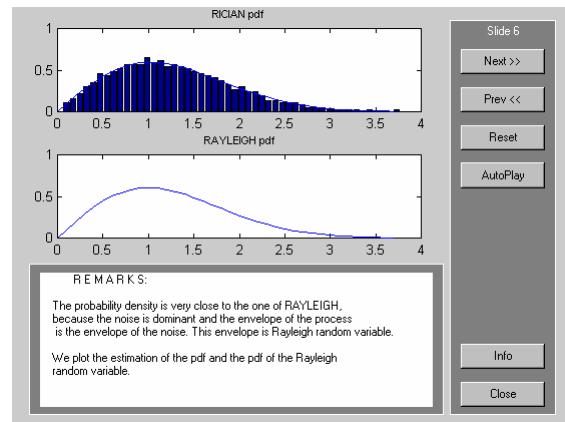 RICIAN pdf
1
0.5
0
0 0.5 1 1.5 2 2.5 3 3.5 4
RAYLEIGH pdf
1
0.5
0
0 0.5 1 1.5 2 2.5 3 3.5 4
R E M A R K S:
The probability density is very close to the one of RAYLEIGH,
because the noise is dominant and the envelope of the process
is the envelope of the noise. This envelope is Rayleigh random variable.
We plot the estimation of the pdf and the pdf of the Rayleigh
random variable.
Slide 6
Next >>
Prev <<
Reset
AutoPlay
Info
Close